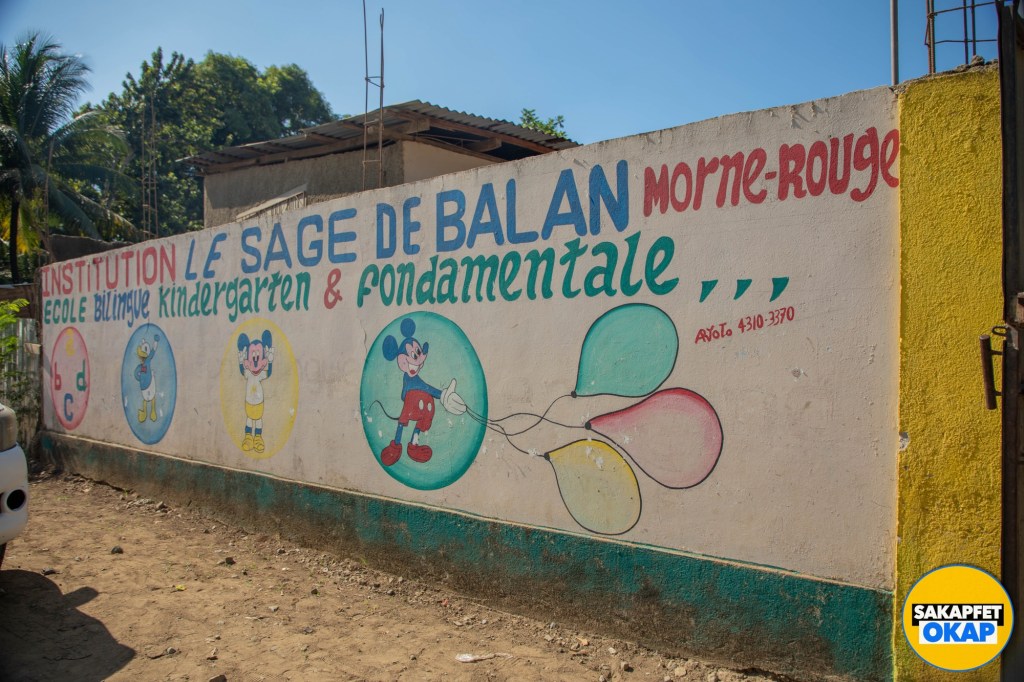 INSTITUTION LE SAGE DE BALAN MORNE-ROUGE
ECOLE BILINGUE Kindergarten & fondamentale , , ,
b d
c
4310-3370
SAKAPFET
OKAP